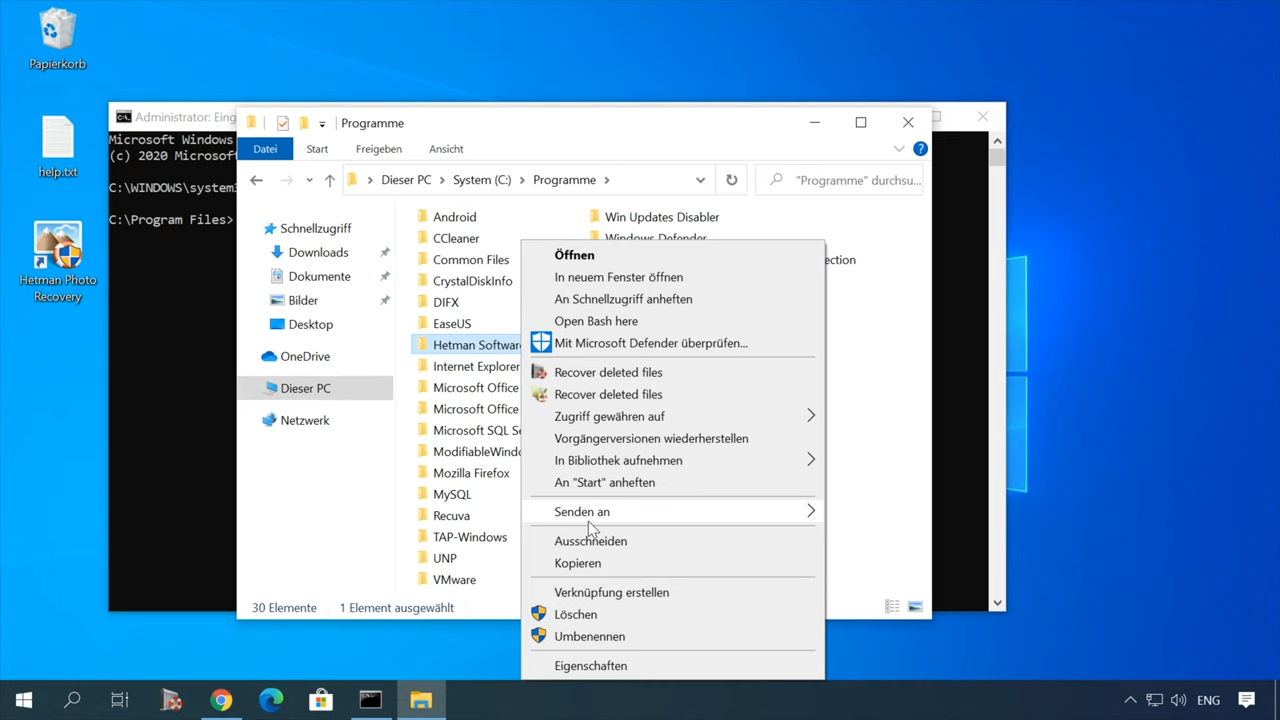 Papierkorb
help.txt
Hetman Photo
Recovery
Administrator: Eing
Microsoft Windows
(c) 2020 Microsof
C:\WINDOWS\system3
C:\Program Files>
Programme
Datei
Start
Freigeben
Ansicht
Dieser PC
System (C:)
Programme
"Programme" durchsu...
Schnellzugriff
Downloads
Dokumente
Bilder
Desktop
OneDrive
Dieser PC
Netzwerk
Android
CCleaner
Common Files
CrystalDiskInfo
DIFX
EaseUS
Hetman Software
Internet Explorer
Microsoft Office
Microsoft Office
Microsoft SQL Se
ModifiableWindo
Mozilla Firefox
MySQL
Recuva
TAP-Windows
UNP
VMware
Win Updates Disabler
Windows Defender
ection
Öffnen
In neuem Fenster öffnen
An Schnellzugriff anheften
Open Bash here
Mit Microsoft Defender überprüfen...
Recover deleted files
Recover deleted files
Zugriff gewähren auf
Vorgängerversionen wiederherstellen
In Bibliothek aufnehmen
An "Start" anheften
Senden an
Ausschneiden
Kopieren
Verknüpfung erstellen
Löschen
Umbenennen
Eigenschaften
30 Elemente
1 Element ausgewählt
ENG